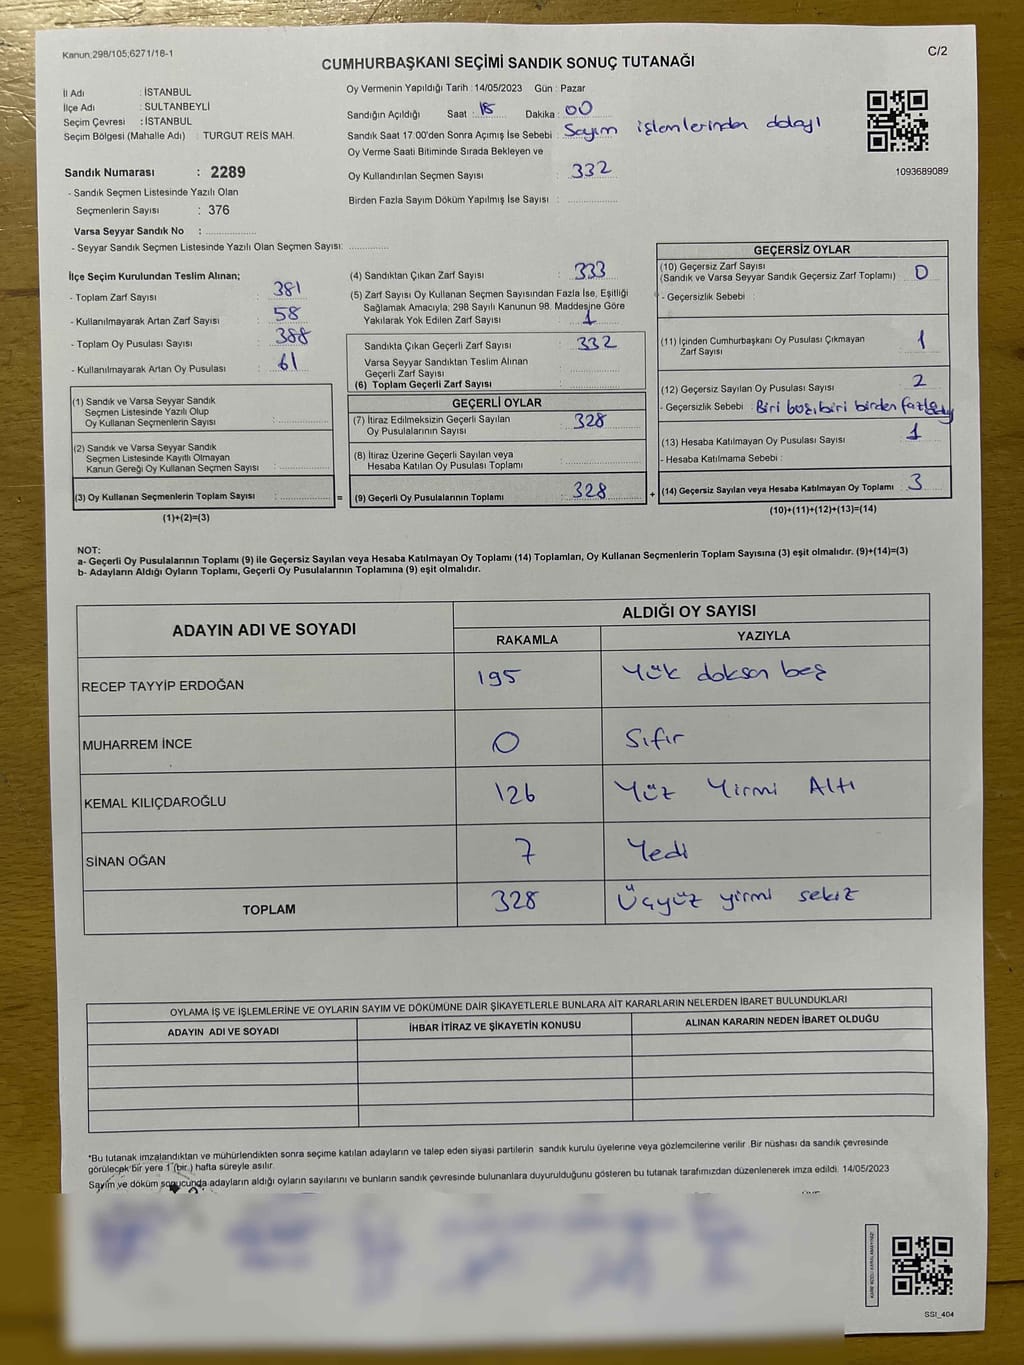 Kanun;298/105;6271/18-1
C/2
CUMHURBAŞKANI SEÇİMİ SANDIK SONUÇ TUTANAĞI
İl Adı : İSTANBUL
İlçe Adı : SULTANBEYLİ
Seçim Çevresi : İSTANBUL
Seçim Bölgesi (Mahalle Adı) : TURGUT REİS MAH.
Sandık Numarası : 2289
- Sandık Seçmen Listesinde Yazılı Olan
Seçmenlerin Sayısı : 376
Varsa Seyyar Sandık No :
- Seyyar Sandık Seçmen Listesinde Yazılı Olan Seçmen Sayısı:
Oy Vermenin Yapıldığı Tarih : 14/05/2023 Gün : Pazar
Sandığın Açıldığı Saat : 18 Dakika : 00
Sandık Saat 17.00'den Sonra Açımış İse Sebebi : Sayım işlemlerinden dolayı
Oy Verme Saati Bitiminde Sırada Bekleyen ve
Oy Kullandırılan Seçmen Sayısı : 332
Birden Fazla Sayım Döküm Yapılmış İse Sayısı :
1093689089
İlçe Seçim Kurulundan Teslim Alınan;
- Toplam Zarf Sayısı : 381
- Kullanılmayarak Artan Zarf Sayısı : 58
- Toplam Oy Pusulası Sayısı : 388
- Kullanılmayarak Artan Oy Pusulası : 61
(1) Sandık ve Varsa Seyyar Sandık
Seçmen Listesinde Yazılı Olup
Oy Kullanan Seçmenlerin Sayısı :
(2) Sandık ve Varsa Seyyar Sandık
Seçmen Listesinde Kayıtlı Olmayan
Kanun Gereği Oy Kullanan Seçmen Sayısı :
(3) Oy Kullanan Seçmenlerin Toplam Sayısı :
(1)+(2)=(3)
=
(4) Sandıktan Çıkan Zarf Sayısı : 333
(5) Zarf Sayısı Oy Kullanan Seçmen Sayısından Fazla İse, Eşitliği
Sağlamak Amacıyla; 298 Sayılı Kanunun 98. Maddesine Göre
Yakılarak Yok Edilen Zarf Sayısı : 1
Sandıkta Çıkan Geçerli Zarf Sayısı : 332
Varsa Seyyar Sandıktan Teslim Alınan
Geçerli Zarf Sayısı :
(6) Toplam Geçerli Zarf Sayısı :
GEÇERLİ OYLAR
(7) İtiraz Edilmeksizin Geçerli Sayılan
Oy Pusulalarının Sayısı : 328
(8) İtiraz Üzerine Geçerli Sayılan veya
Hesaba Katılan Oy Pusulası Toplamı :
(9) Geçerli Oy Pusulalarının Toplamı : 328
+
GEÇERSİZ OYLAR
(10) Geçersiz Zarf Sayısı
(Sandık ve Varsa Seyyar Sandık Geçersiz Zarf Toplamı) : 0
- Geçersizlik Sebebi :
(11) İçinden Cumhurbaşkanı Oy Pusulası Çıkmayan
Zarf Sayısı : 1
(12) Geçersiz Sayılan Oy Pusulası Sayısı : 2
- Geçersizlik Sebebi : Biri boş, biri birden fazla
(13) Hesaba Katılmayan Oy Pusulası Sayısı : 1
- Hesaba Katılmama Sebebi :
(14) Geçersiz Sayılan veya Hesaba Katılmayan Oy Toplamı : 3
(10)+(11)+(12)+(13)=(14)
NOT:
a- Geçerli Oy Pusulalarının Toplamı (9) ile Geçersiz Sayılan veya Hesaba Katılmayan Oy Toplamı (14) Toplamları, Oy Kullanan Seçmenlerin Toplam Sayısına (3) eşit olmalıdır. (9)+(14)=(3)
b- Adayların Aldığı Oyların Toplamı, Geçerli Oy Pusulalarının Toplamına (9) eşit olmalıdır.
ADAYIN ADI VE SOYADI
ALDIĞI OY SAYISI
RAKAMLA YAZIYLA
RECEP TAYYİP ERDOĞAN 195 Yük doksan beş
MUHARREM İNCE 0 Sıfır
KEMAL KILIÇDAROĞLU 126 Yüz Yirmi Altı
SİNAN OĞAN 7 Yedi
TOPLAM 328 Üçyüz yirmi sekiz
OYLAMA İŞ VE İŞLEMLERİNE VE OYLARIN SAYIM VE DÖKÜMÜNE DAİR ŞİKAYETLERLE BUNLARA AİT KARARLARIN NELERDEN İBARET BULUNDUKLARI
ADAYIN ADI VE SOYADI İHBAR İTİRAZ VE ŞİKAYETİN KONUSU ALINAN KARARIN NEDEN İBARET OLDUĞU
*Bu tutanak imzalandıktan ve mühürlendikten sonra seçime katılan adayların ve talep eden siyasi partilerin sandık kurulu üyelerine veya gözlemcilerine verilir. Bir nüshası da sandık çevresinde
görülecek bir yere 1 (bir) hafta süreyle asılır.
Sayım ve döküm sonucunda adayların aldığı oyların sayılarını ve bunların sandık çevresinde bulunanlara duyurulduğunu gösteren bu tutanak tarafımızdan düzenlenerek imza edildi. 14/05/2023
SSI_404